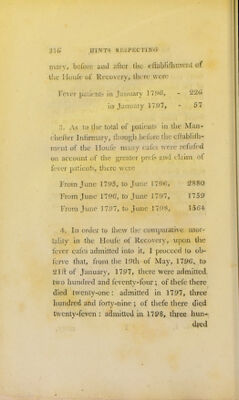 316 HINTS RESPECTING
mary, before and after the eſtabliſhment of
the Houſe of Recovery, there were
Fever patients in January 1796, - 226
in January 1797, - 57
3. As to the total of patients in the Man-
cheſter Infirmary, though before the eſtabliſh-
ment of the Houſe many caſes were refuſed
on account of the greater preſs and claim of
fever patients, there were
From June 1795, to June 1796, 2880
From June 1796, to June 1797, 1759
From June 1797, to June 1798, 1564
4. In order to ſhew the comparative mor-
tality in the Houſe of Recovery, upon the
fever caſes admitted into it, I proceed to ob-
ſerve that, from the 19th of May, 1796, to
21ſt of January, 1797, there were admitted
two hundred and ſeventy-four; of theſe there
died twenty-one: admitted in 1797, three
hundred and forty-nine; of theſe there died
twenty-ſeven: admitted in 1798, three hun-
dred